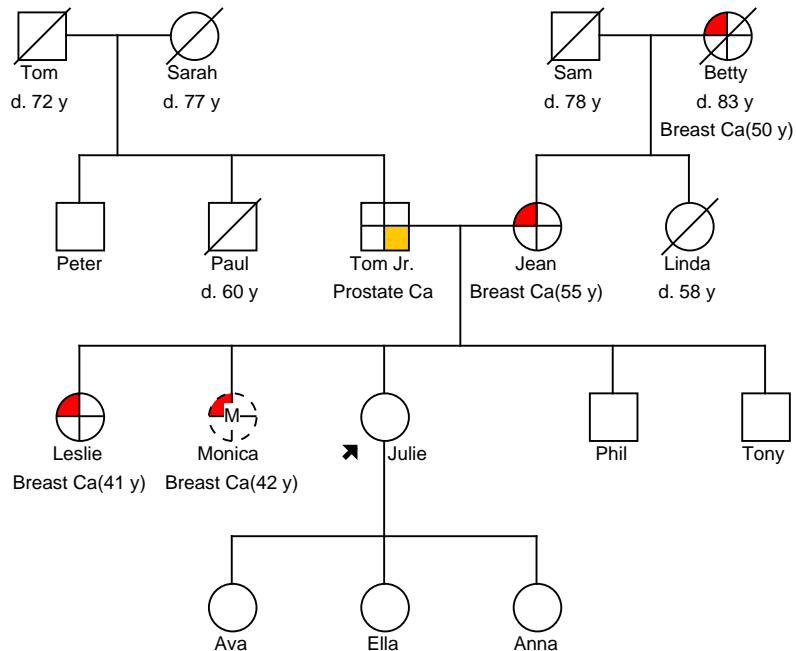 Tom
d. 72 y
Sarah
d. 77 y
Sam
d. 78 y
Betty
d. 83 y
Breast Ca(50 y)
Peter
Paul
d. 60 y
Tom Jr.
Prostate Ca
Jean
Breast Ca(55 y)
Linda
d. 58 y
Leslie
Breast Ca(41 y)
M
Monica
Breast Ca(42 y)
Julie
Phil
Tony
Ava
Ella
Anna